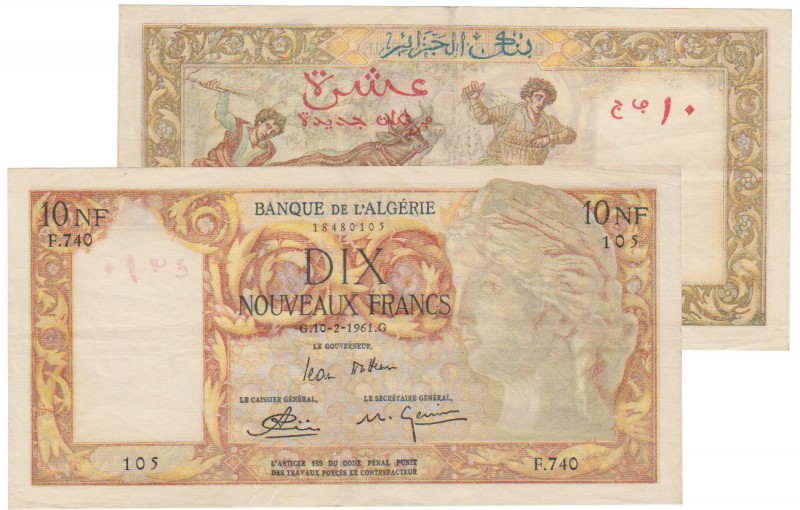 بنك الجزائر
عشرة
فرنكات جديدة
١٠ ف ج
10 NF
BANQUE DE L'ALGÉRIE
10 NF
F.740
18480105
105
DIX
NOUVEAUX FRANCS
G.10-2-1961.G
LE GOUVERNEUR,
LE CAISSIER GÉNÉRAL,
LE SECRÉTAIRE GÉNÉRAL,
105
F.740
L'ARTICLE 139 DU CODE PÉNAL PUNIT
DES TRAVAUX FORCÉS LE CONTREFACTEUR